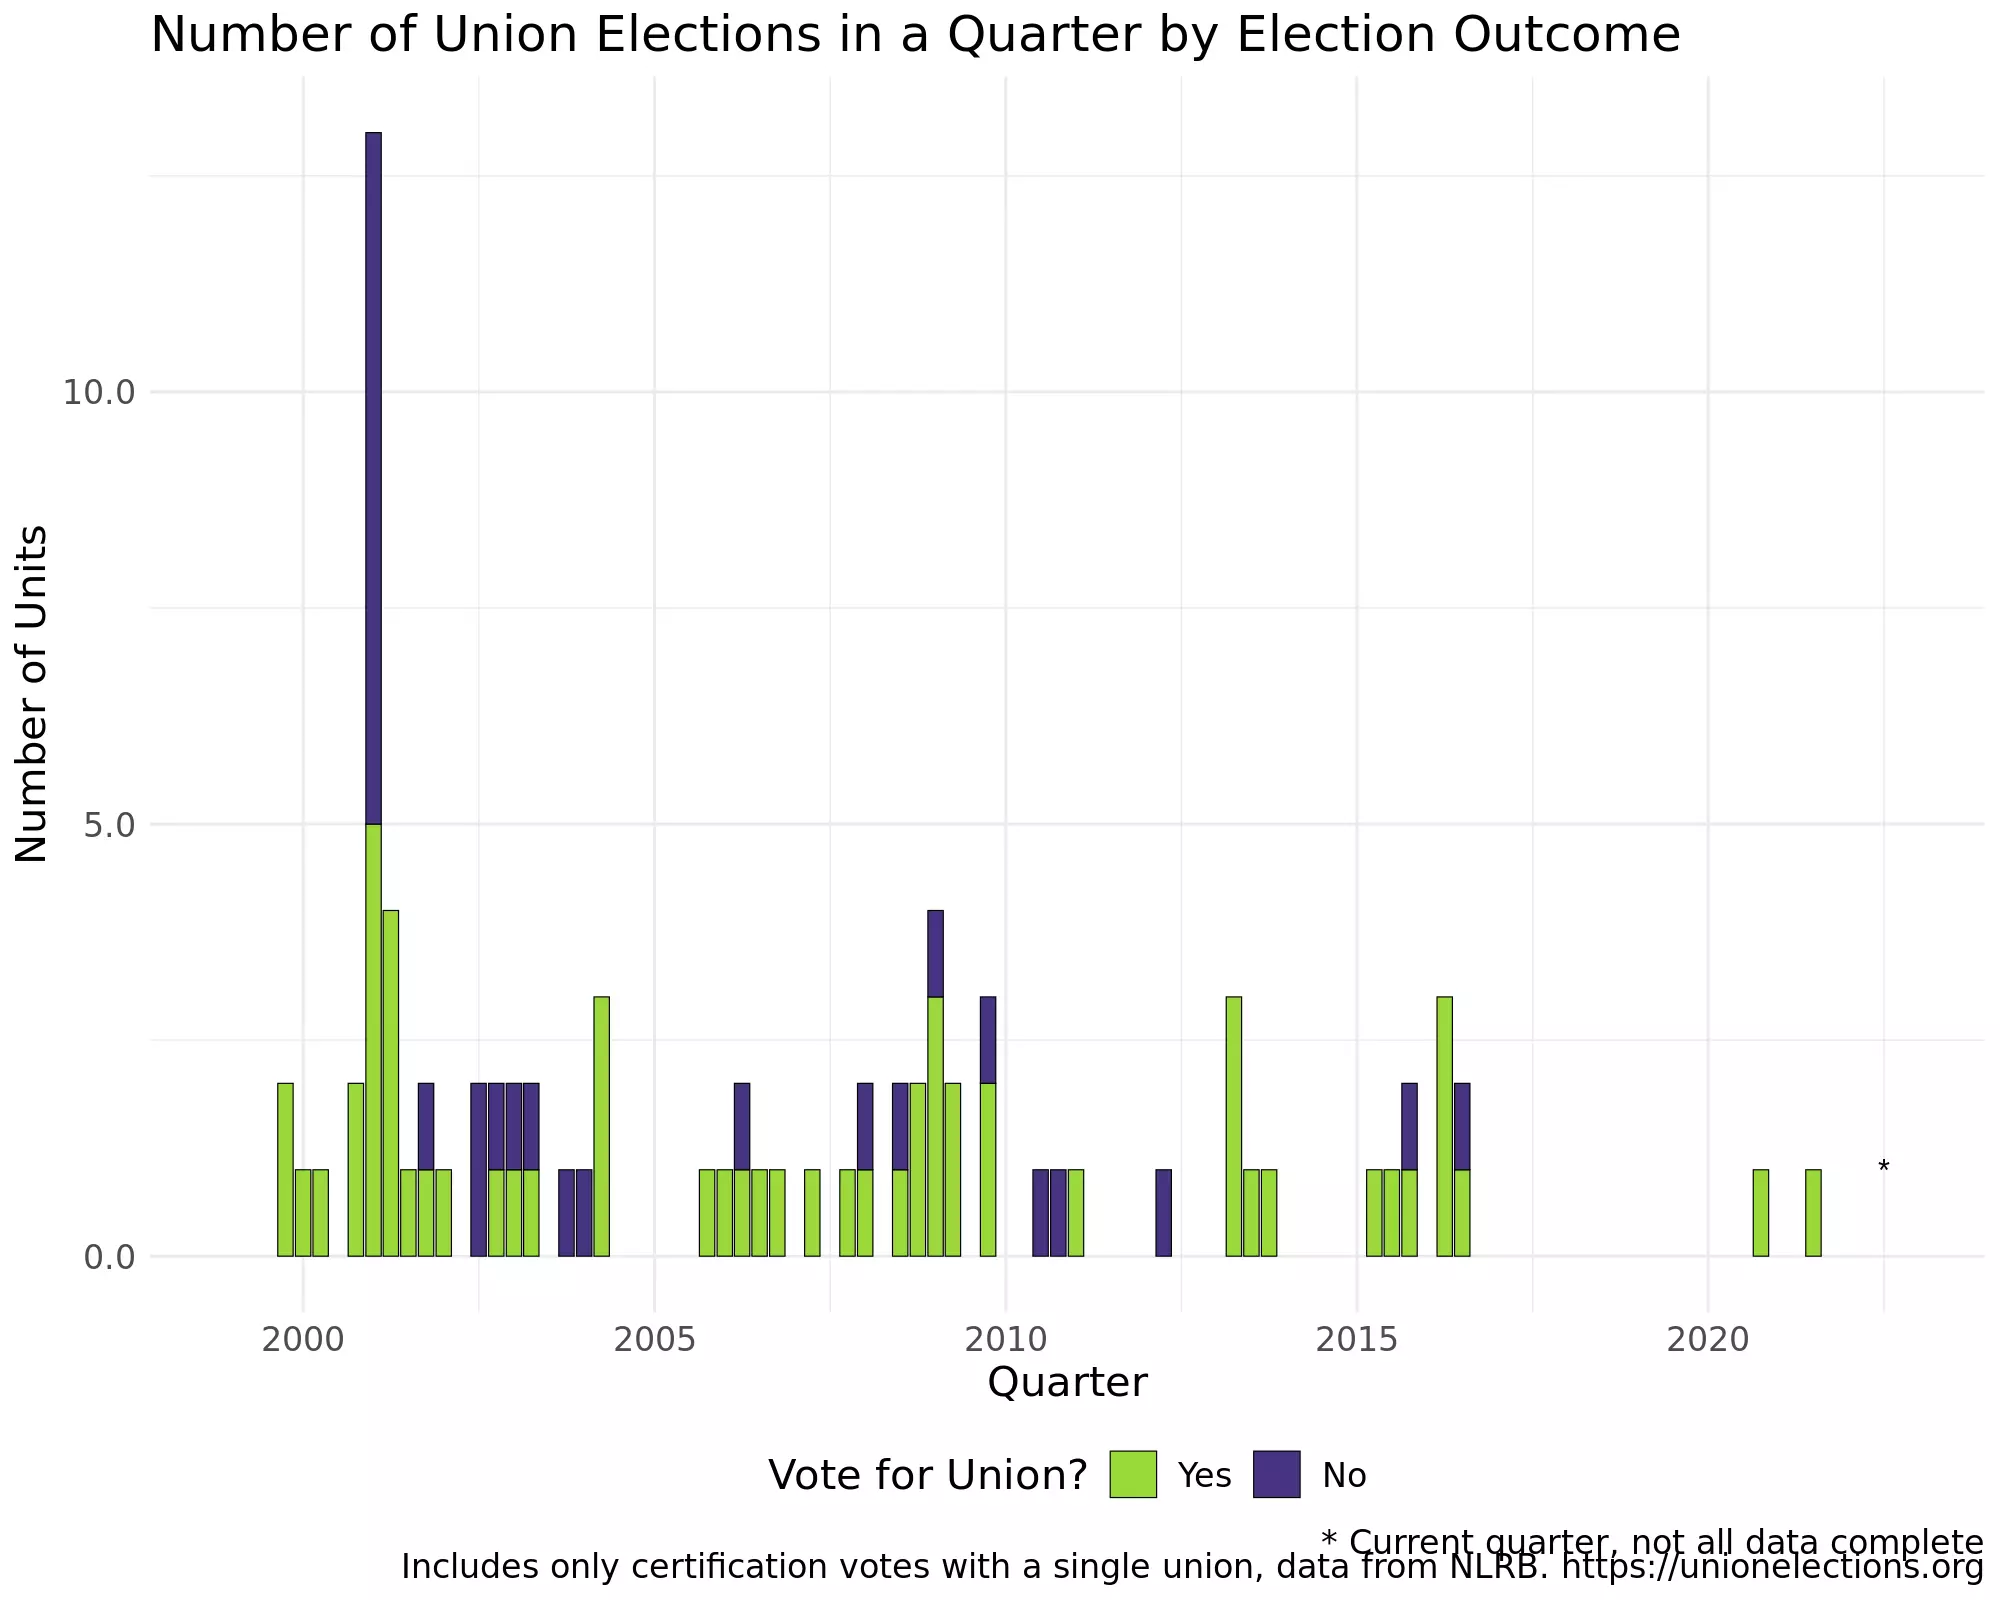 Number of Union Elections in a Quarter by Election Outcome
Number of Units
10.0
5.0
0.0
*
2000 2005 2010 2015 2020
Quarter
Vote for Union? Yes No
* Current quarter, not all data complete
Includes only certification votes with a single union, data from NLRB. https://unionelections.org